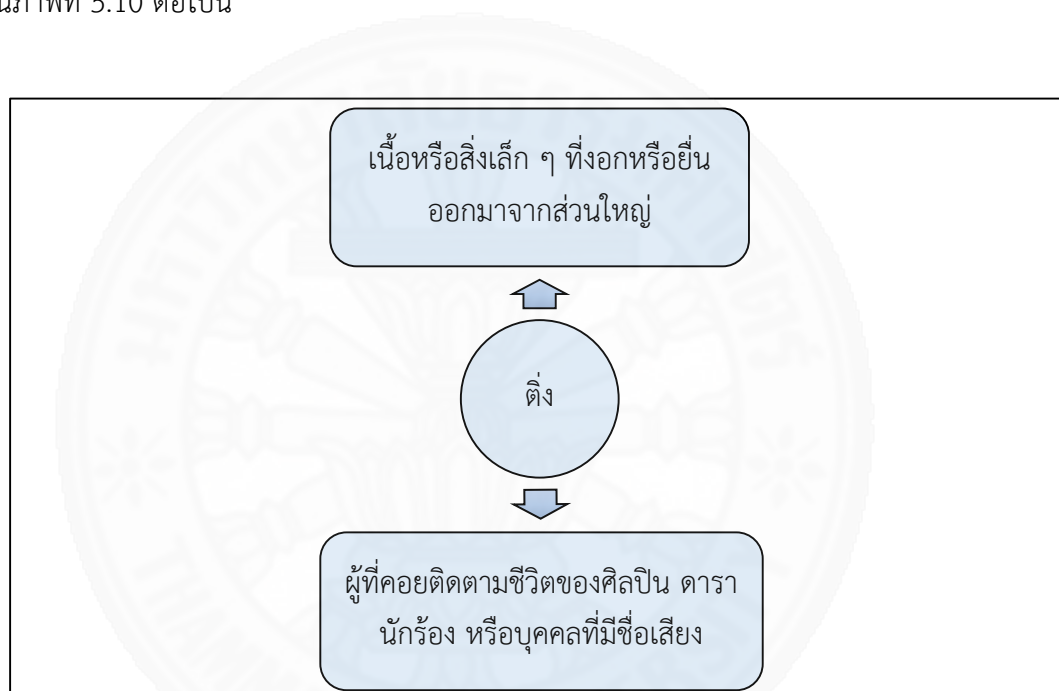 นภาพที่ 3.10 ต่อไปนี้
เนื้อหรือสิ่งเล็ก ๆ ที่งอกหรือยื่น
ออกมาจากส่วนใหญ่
ติ่ง
ผู้ที่คอยติดตามชีวิตของศิลปิน ดารา
นักร้อง หรือบุคคลที่มีชื่อเสียง